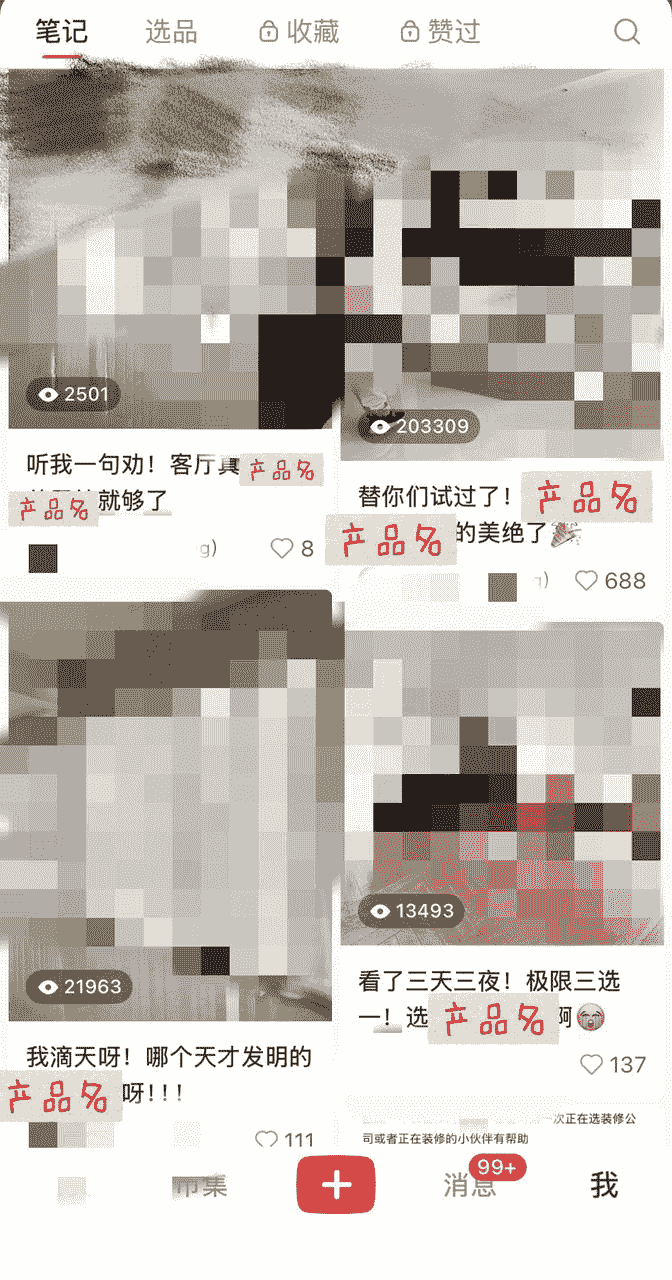 笔记 选品 收藏 赞过
2501
听我一句劝！客厅真产品名
产品名就够了
8
203309
替你们试过了！产品名
产品名的美绝了🎉
688
21963
我滴天呀！哪个天才发明的
产品名呀！！！
111
13493
看了三天三夜！极限三选
一！选产品名啊😭
137
一次正在选装修公
司或者正在装修的小伙伴有帮助
市集 消息 99+ 我